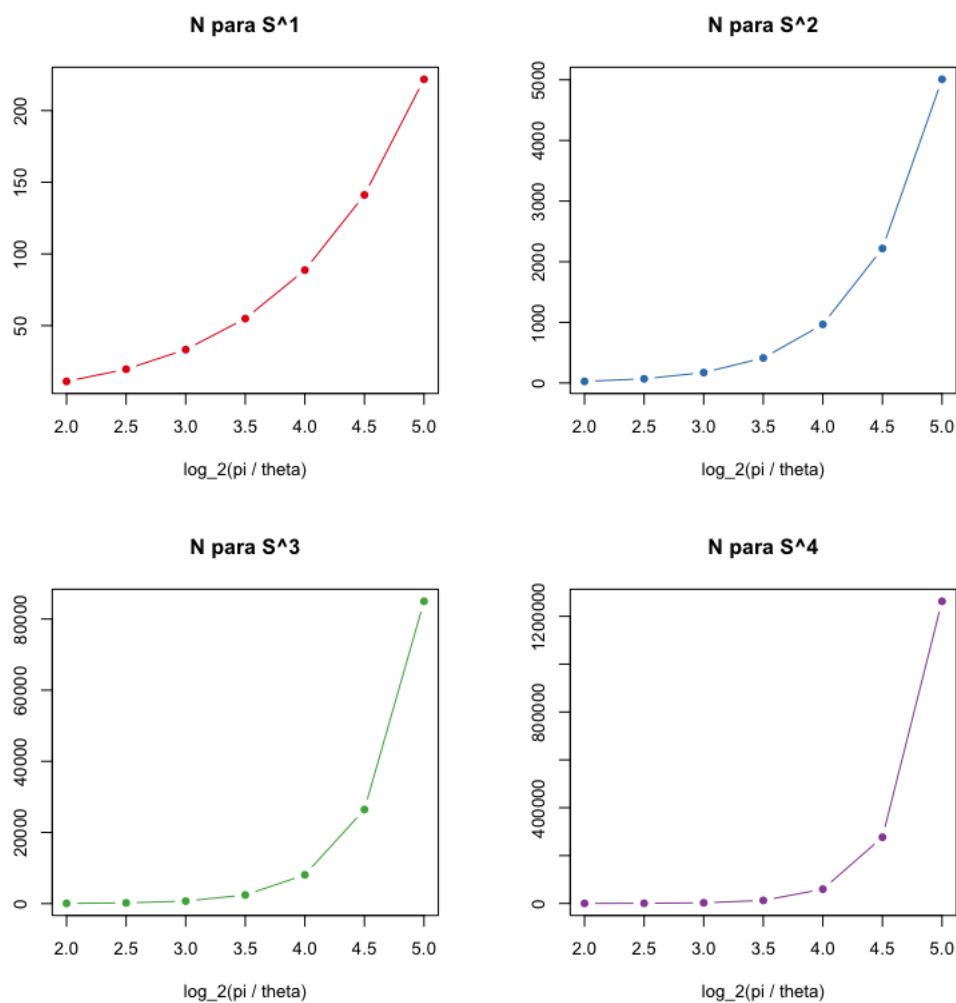 N para S^1
200
150
100
50
2.0 2.5 3.0 3.5 4.0 4.5 5.0
log_2(pi / theta)
N para S^2
5000
4000
3000
2000
1000
0
2.0 2.5 3.0 3.5 4.0 4.5 5.0
log_2(pi / theta)
N para S^3
80000
60000
40000
20000
0
2.0 2.5 3.0 3.5 4.0 4.5 5.0
log_2(pi / theta)
N para S^4
1200000
800000
400000
0
2.0 2.5 3.0 3.5 4.0 4.5 5.0
log_2(pi / theta)